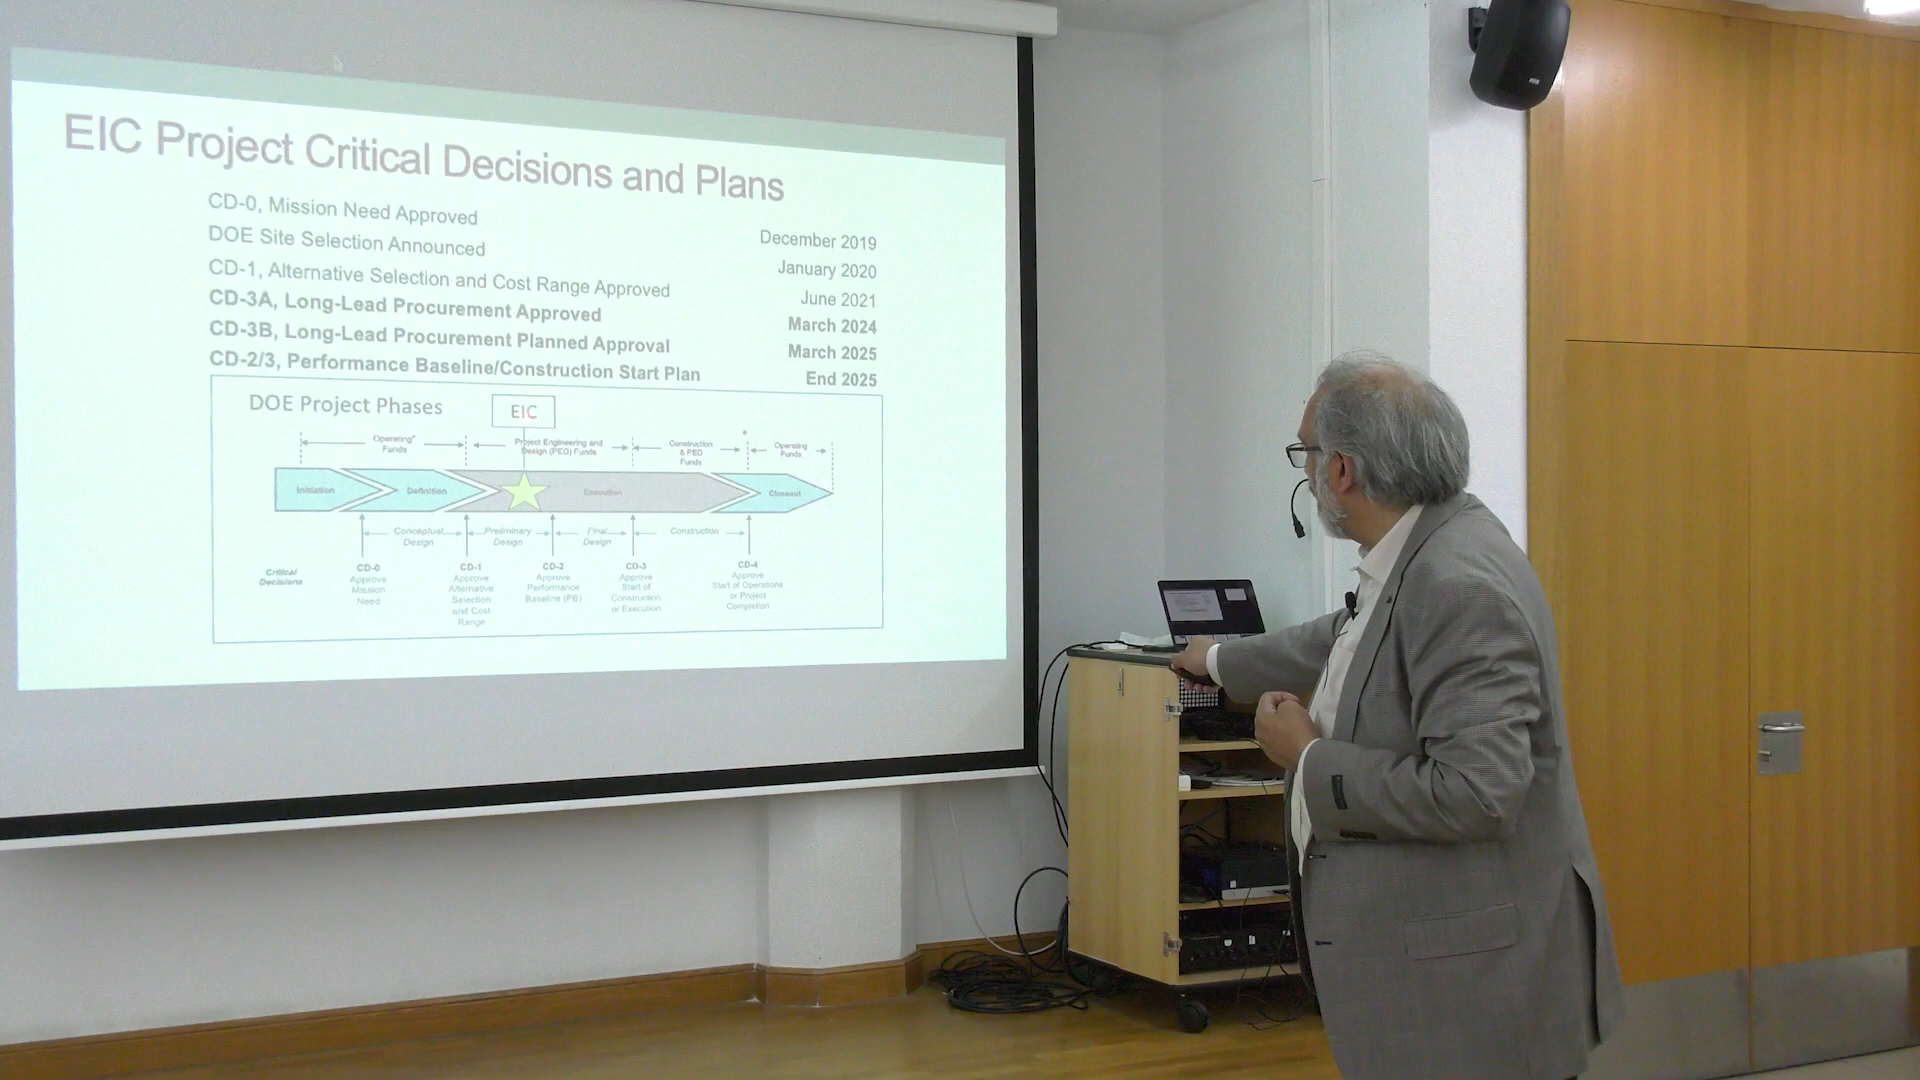 EIC Project Critical Decisions and Plans
CD-0, Mission Need Approved December 2019
DOE Site Selection Announced January 2020
CD-1, Alternative Selection and Cost Range Approved June 2021
CD-3A, Long-Lead Procurement Approved March 2024
CD-3B, Long-Lead Procurement Planned Approval March 2025
CD-2/3, Performance Baseline/Construction Start Plan End 2025
DOE Project Phases
EIC
Operating*
Funds
Project Engineering and
Design (PED) Funds
Construction
& PED
Funds
*
Operating
Funds
Initiation
Definition
Execution
Closeout
Conceptual
Design
Preliminary
Design
Final
Design
Construction
Critical
Decisions
CD-0
Approve
Mission
Need
CD-1
Approve
Alternative
Selection
and Cost
Range
CD-2
Approve
Performance
Baseline (PB)
CD-3
Approve
Start of
Construction
or Execution
CD-4
Approve
Start of Operations
or Project
Completion